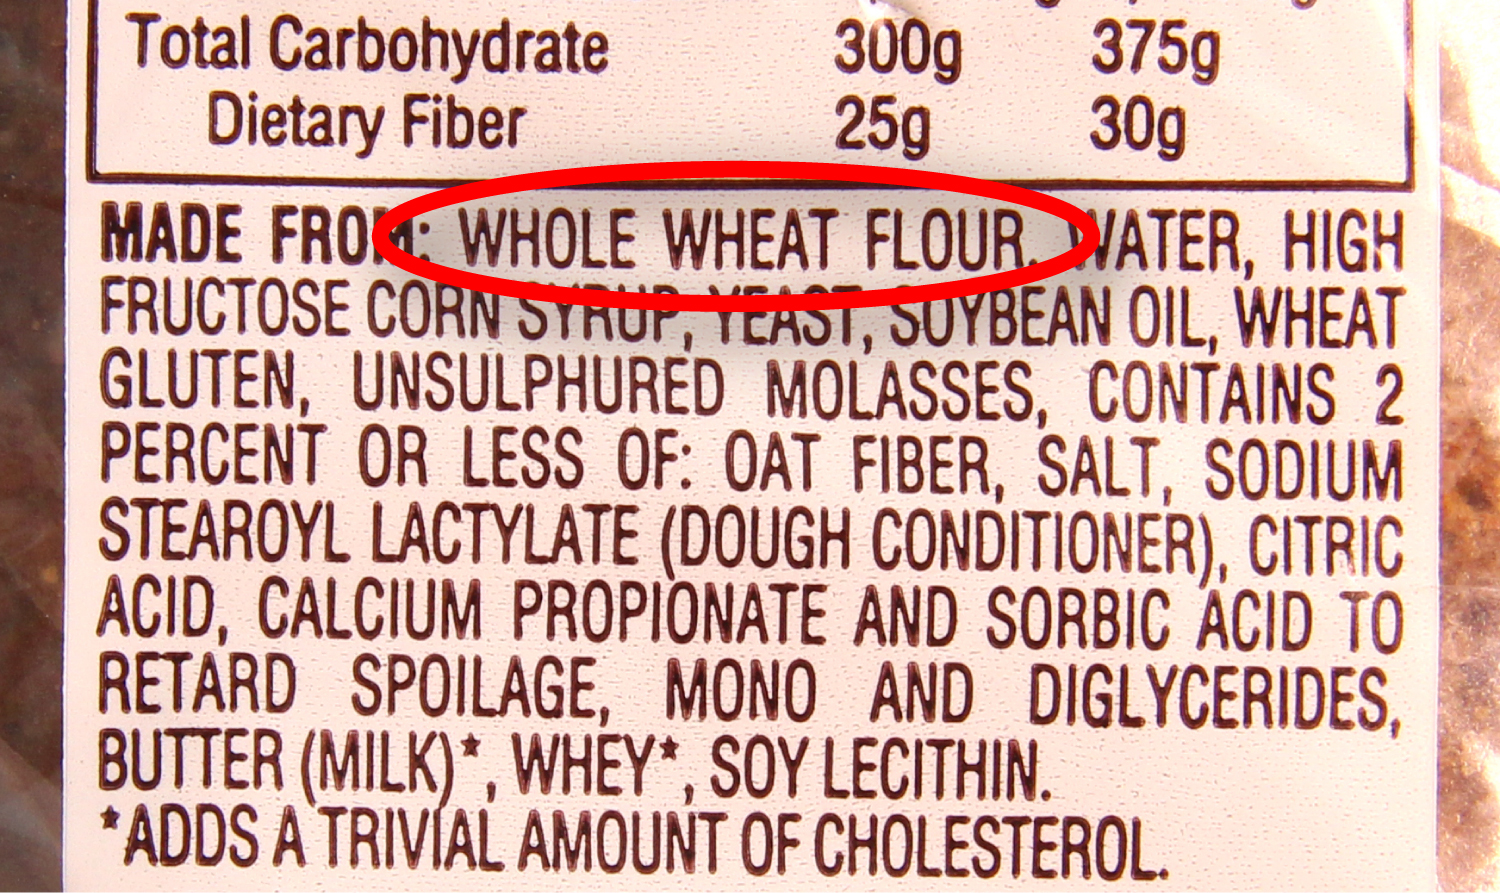 Total Carbohydrate 300g 375g
Dietary Fiber 25g 30g
MADE FROM: WHOLE WHEAT FLOUR, WATER, HIGH
FRUCTOSE CORN SYRUP, YEAST, SOYBEAN OIL, WHEAT
GLUTEN, UNSULPHURED MOLASSES, CONTAINS 2
PERCENT OR LESS OF: OAT FIBER, SALT, SODIUM
STEAROYL LACTYLATE (DOUGH CONDITIONER), CITRIC
ACID, CALCIUM PROPIONATE AND SORBIC ACID TO
RETARD SPOILAGE, MONO AND DIGLYCERIDES,
BUTTER (MILK)*, WHEY*, SOY LECITHIN.
*ADDS A TRIVIAL AMOUNT OF CHOLESTEROL.